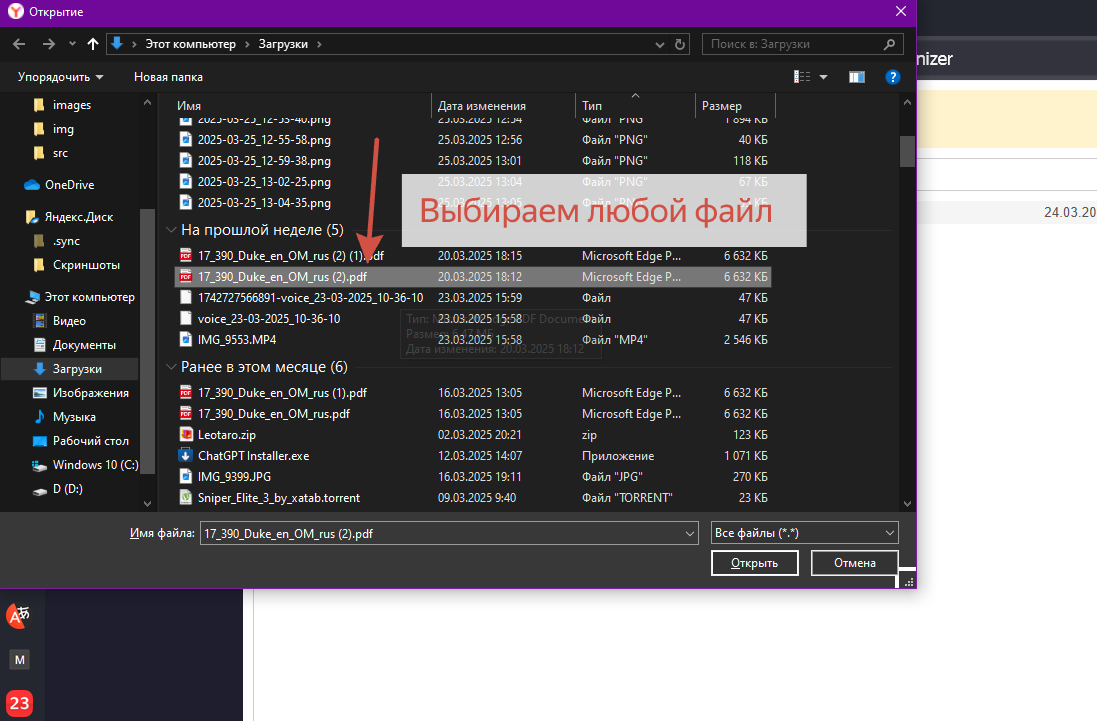 Открытие
Этот компьютер
Загрузки
Поиск в: Загрузки
nizer
Упорядочить
Новая папка
?
images
img
src
OneDrive
Яндекс.Диск
.sync
Скриншоты
Этот компьютер
Видео
Документы
Загрузки
Изображения
Музыка
Рабочий стол
Windows 10 (C:)
D (D:)
Имя Дата изменения Тип Размер
2025-03-25_12-53-40.png 25.03.2025 12:54 Файл "PNG" 1 894 КБ
2025-03-25_12-55-58.png 25.03.2025 12:56 Файл "PNG" 40 КБ
2025-03-25_12-59-38.png 25.03.2025 13:01 Файл "PNG" 118 КБ
2025-03-25_13-02-25.png 25.03.2025 13:04 Файл "PNG" 67 КБ
2025-03-25_13-04-35.png 25.03.2025 13:05 Файл "PNG" КБ
Выбираем любой файл
24.03.20
На прошлой неделе (5)
17_390_Duke_en_OM_rus (2) (1).pdf 20.03.2025 18:15 Microsoft Edge P... 6 632 КБ
17_390_Duke_en_OM_rus (2).pdf 20.03.2025 18:12 Microsoft Edge P... 6 632 КБ
1742727566891-voice_23-03-2025_10-36-10 23.03.2025 15:59 Файл 47 КБ
voice_23-03-2025_10-36-10 23.03.2025 15:58 Файл 47 КБ
IMG_9553.MP4 23.03.2025 15:58 Файл "MP4" 2 546 КБ
Тип: PDF Docume
Размер: 6,47 МБ
Дата изменения: 20.03.2025 18:12
Ранее в этом месяце (6)
17_390_Duke_en_OM_rus (1).pdf 16.03.2025 13:05 Microsoft Edge P... 6 632 КБ
17_390_Duke_en_OM_rus.pdf 16.03.2025 13:05 Microsoft Edge P... 6 632 КБ
Leotaro.zip 02.03.2025 20:21 zip 123 КБ
ChatGPT Installer.exe 12.03.2025 14:07 Приложение 1 071 КБ
IMG_9399.JPG 16.03.2025 19:11 Файл "JPG" 270 КБ
Sniper_Elite_3_by_xatab.torrent 09.03.2025 9:40 Файл "TORRENT" 23 КБ
Имя файла: 17_390_Duke_en_OM_rus (2).pdf
Все файлы (*.*)
Открыть
Отмена
M
23